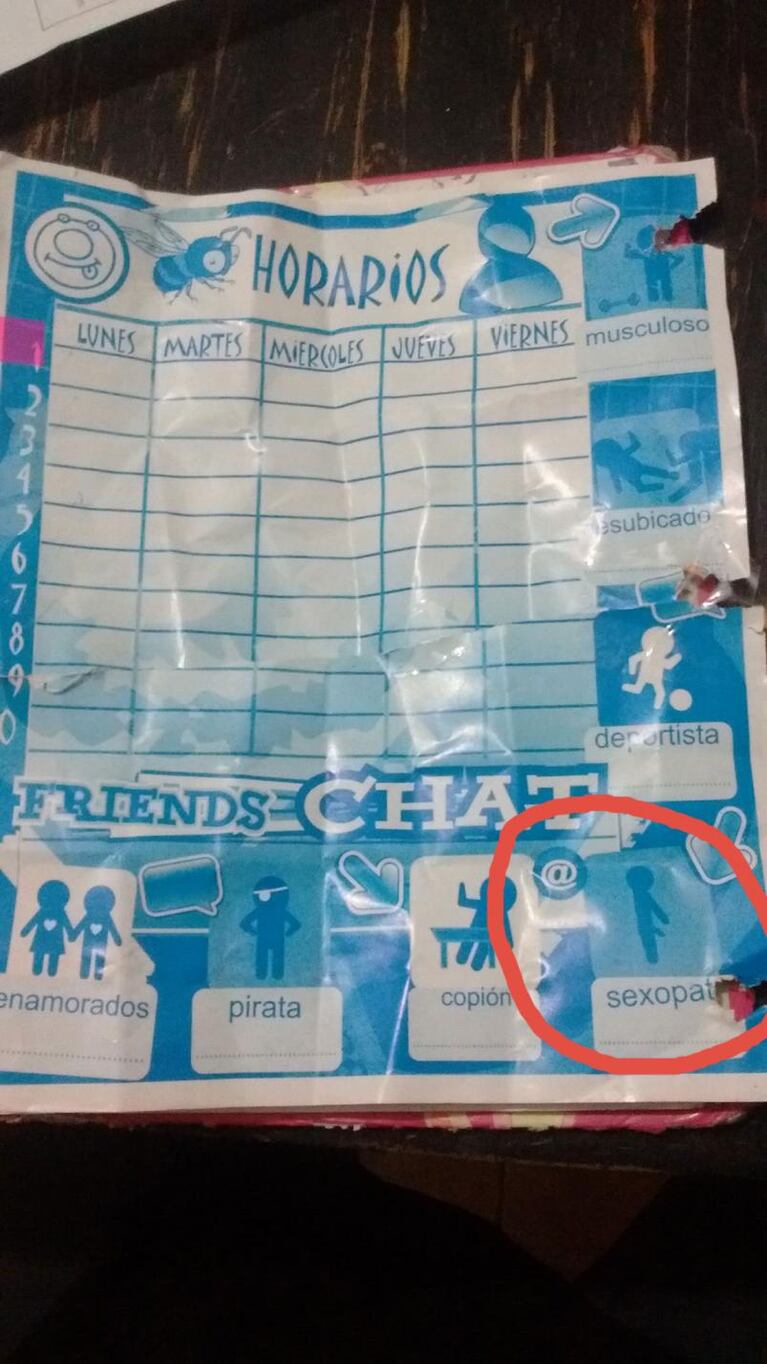 HORARIOS
LUNES MARTES MIERCOLES JUEVES VIERNES
1
2
3
4
5
6
7
8
9
0
musculoso
esubicado
deportista
FRIENDS CHAT
@
enamorados
pirata
copión
sexopat